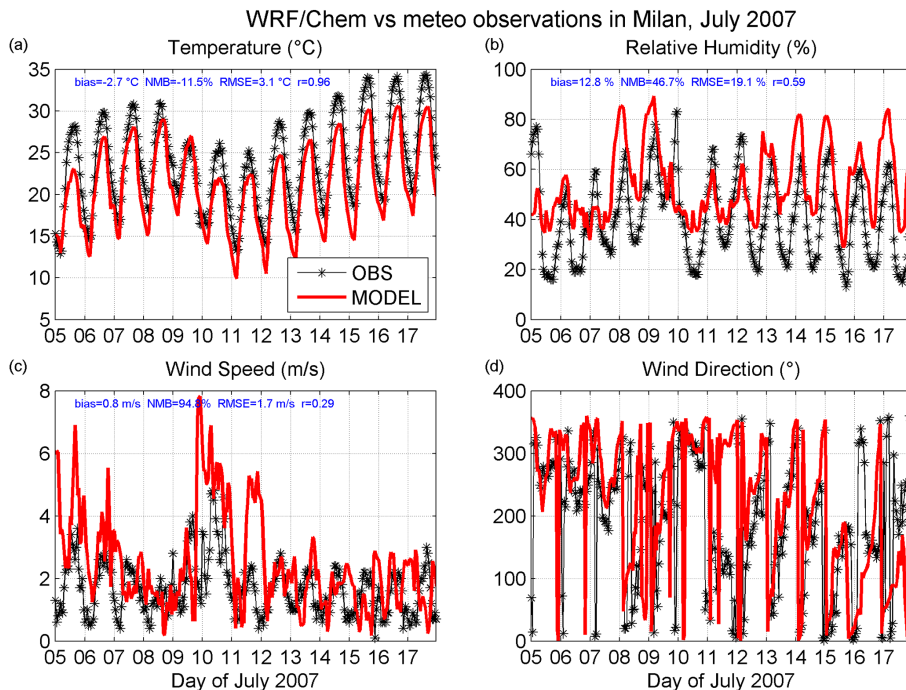 WRF/Chem vs meteo observations in Milan, July 2007
(a) Temperature (°C)
bias=-2.7 °C NMB=-11.5% RMSE=3.1 °C r=0.96
35
30
25
20
15
10
5
OBS
MODEL
05 06 07 08 09 10 11 12 13 14 15 16 17
(b) Relative Humidity (%)
bias=12.8 % NMB=46.7% RMSE=19.1 % r=0.59
100
80
60
40
20
0
05 06 07 08 09 10 11 12 13 14 15 16 17
(c) Wind Speed (m/s)
bias=0.8 m/s NMB=94.8% RMSE=1.7 m/s r=0.29
8
6
4
2
0
05 06 07 08 09 10 11 12 13 14 15 16 17
Day of July 2007
(d) Wind Direction (°)
400
300
200
100
0
05 06 07 08 09 10 11 12 13 14 15 16 17
Day of July 2007